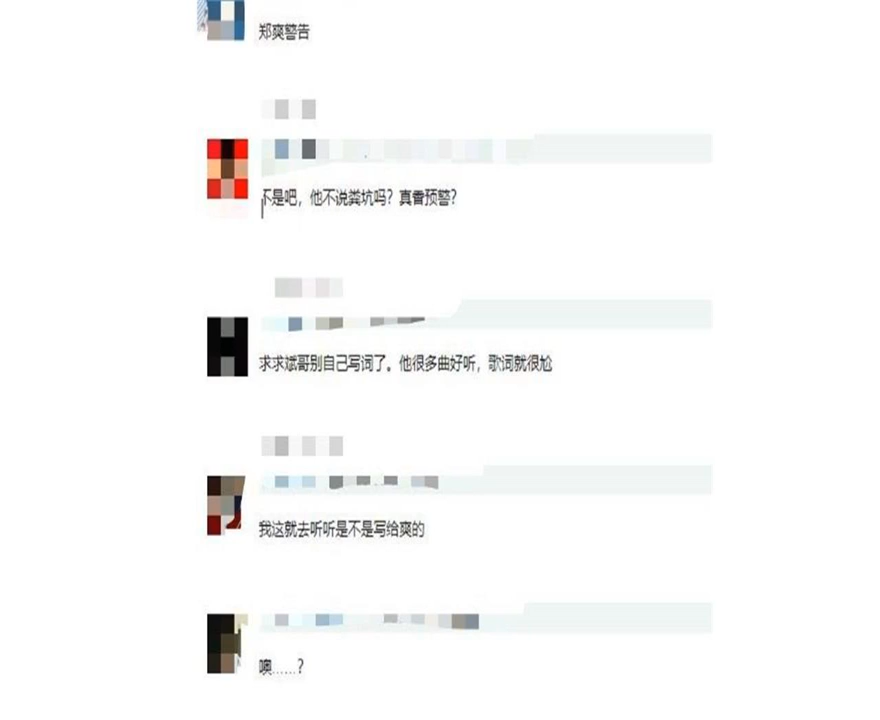 郑爽警告
不是吧，他不说粪坑吗？真香预警？
求求斌哥别自己写词了。他很多曲好听，歌词就很尬
我这就去听听是不是写给爽的
噢……？